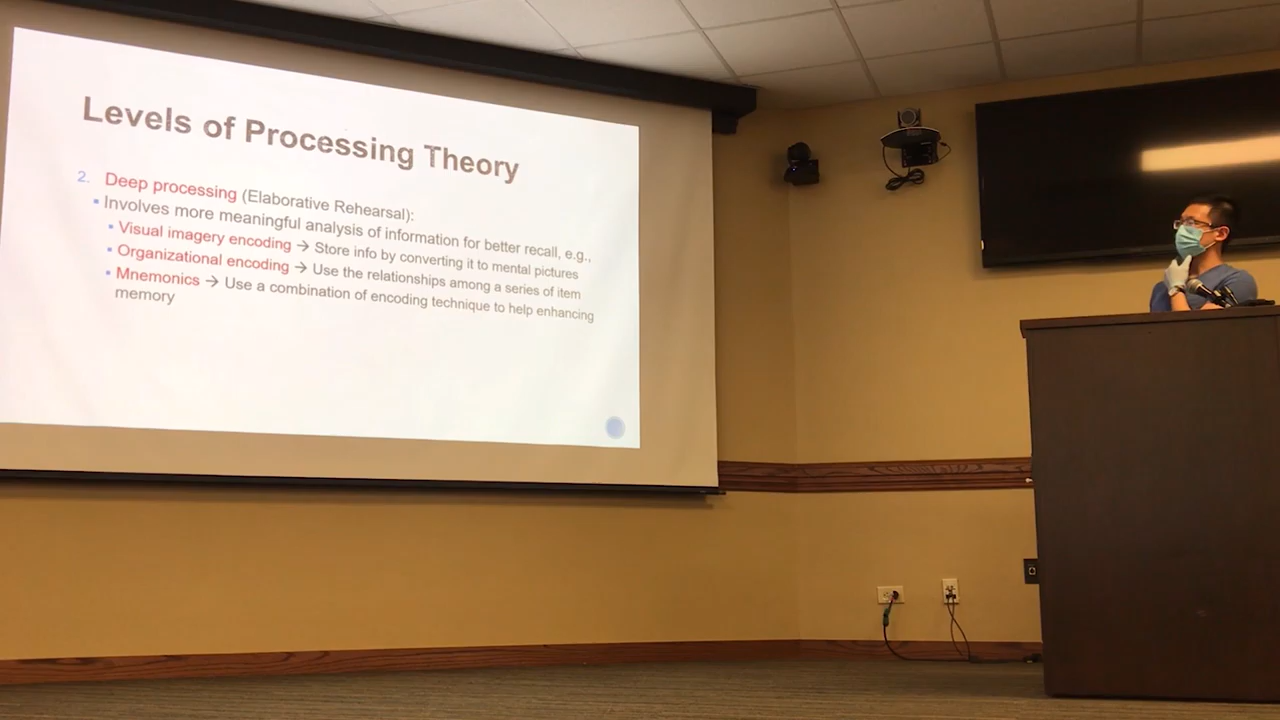 Levels of Processing Theory
2. Deep processing (Elaborative Rehearsal):
▪ Involves more meaningful analysis of information for better recall, e.g.,
▪ Visual imagery encoding → Store info by converting it to mental pictures
▪ Organizational encoding → Use the relationships among a series of item
▪ Mnemonics → Use a combination of encoding technique to help enhancing
memory